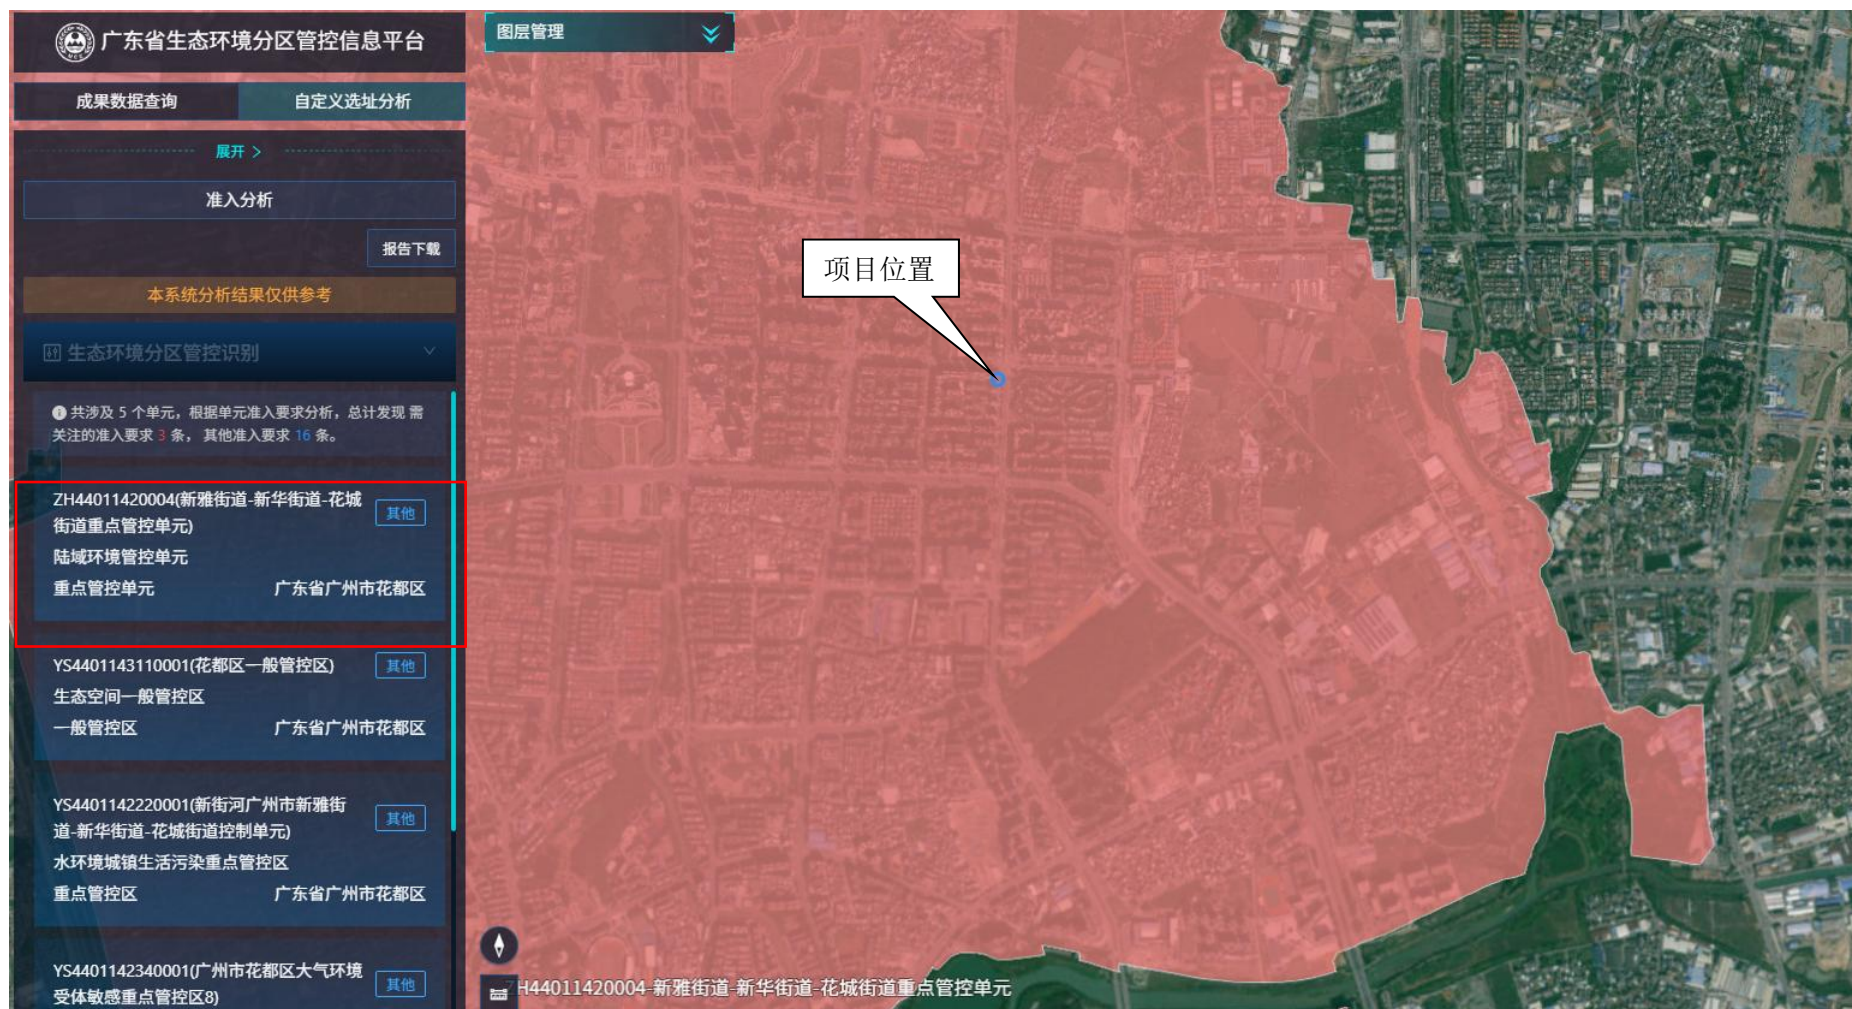 广东省生态环境分区管控信息平台
成果数据查询
自定义选址分析
展开 >
准入分析
报告下载
本系统分析结果仅供参考
生态环境分区管控识别
共涉及 5 个单元，根据单元准入要求分析，总计发现 需
关注的准入要求 3 条， 其他准入要求 16 条。
ZH44011420004(新雅街道-新华街道-花城
街道重点管控单元)
其他
陆域环境管控单元
重点管控单元
广东省广州市花都区
YS4401143110001(花都区一般管控区)
其他
生态空间一般管控区
一般管控区
广东省广州市花都区
YS4401142220001(新街河广州市新雅街
道-新华街道-花城街道控制单元)
其他
水环境城镇生活污染重点管控区
重点管控区
广东省广州市花都区
YS4401142340001(广州市花都区大气环境
受体敏感重点管控区8)
其他
图层管理
项目位置
ZH44011420004-新雅街道-新华街道-花城街道重点管控单元